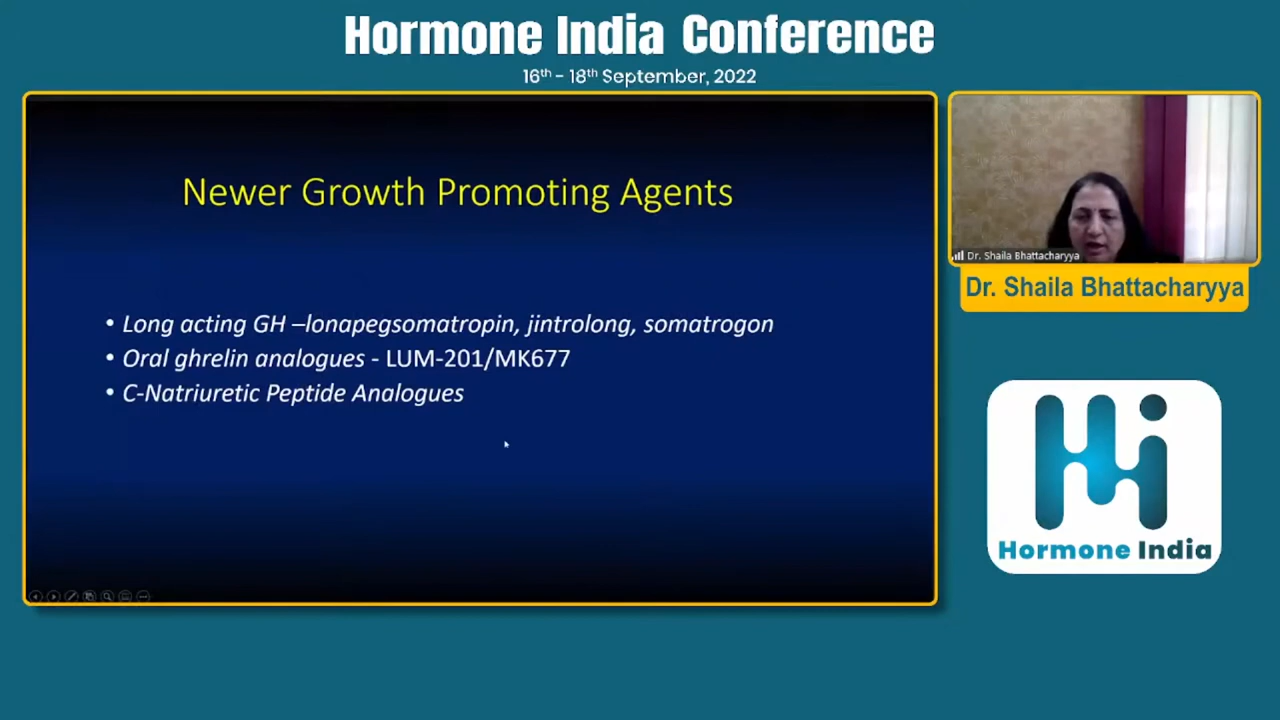 Hormone India Conference
16th - 18th September, 2022
Newer Growth Promoting Agents
• Long acting GH –lonapegsomatropin, jintrolong, somatrogon
• Oral ghrelin analogues - LUM-201/MK677
• C-Natriuretic Peptide Analogues
Dr. Shaila Bhattacharyya
Dr. Shaila Bhattacharyya
Hi
Hormone India